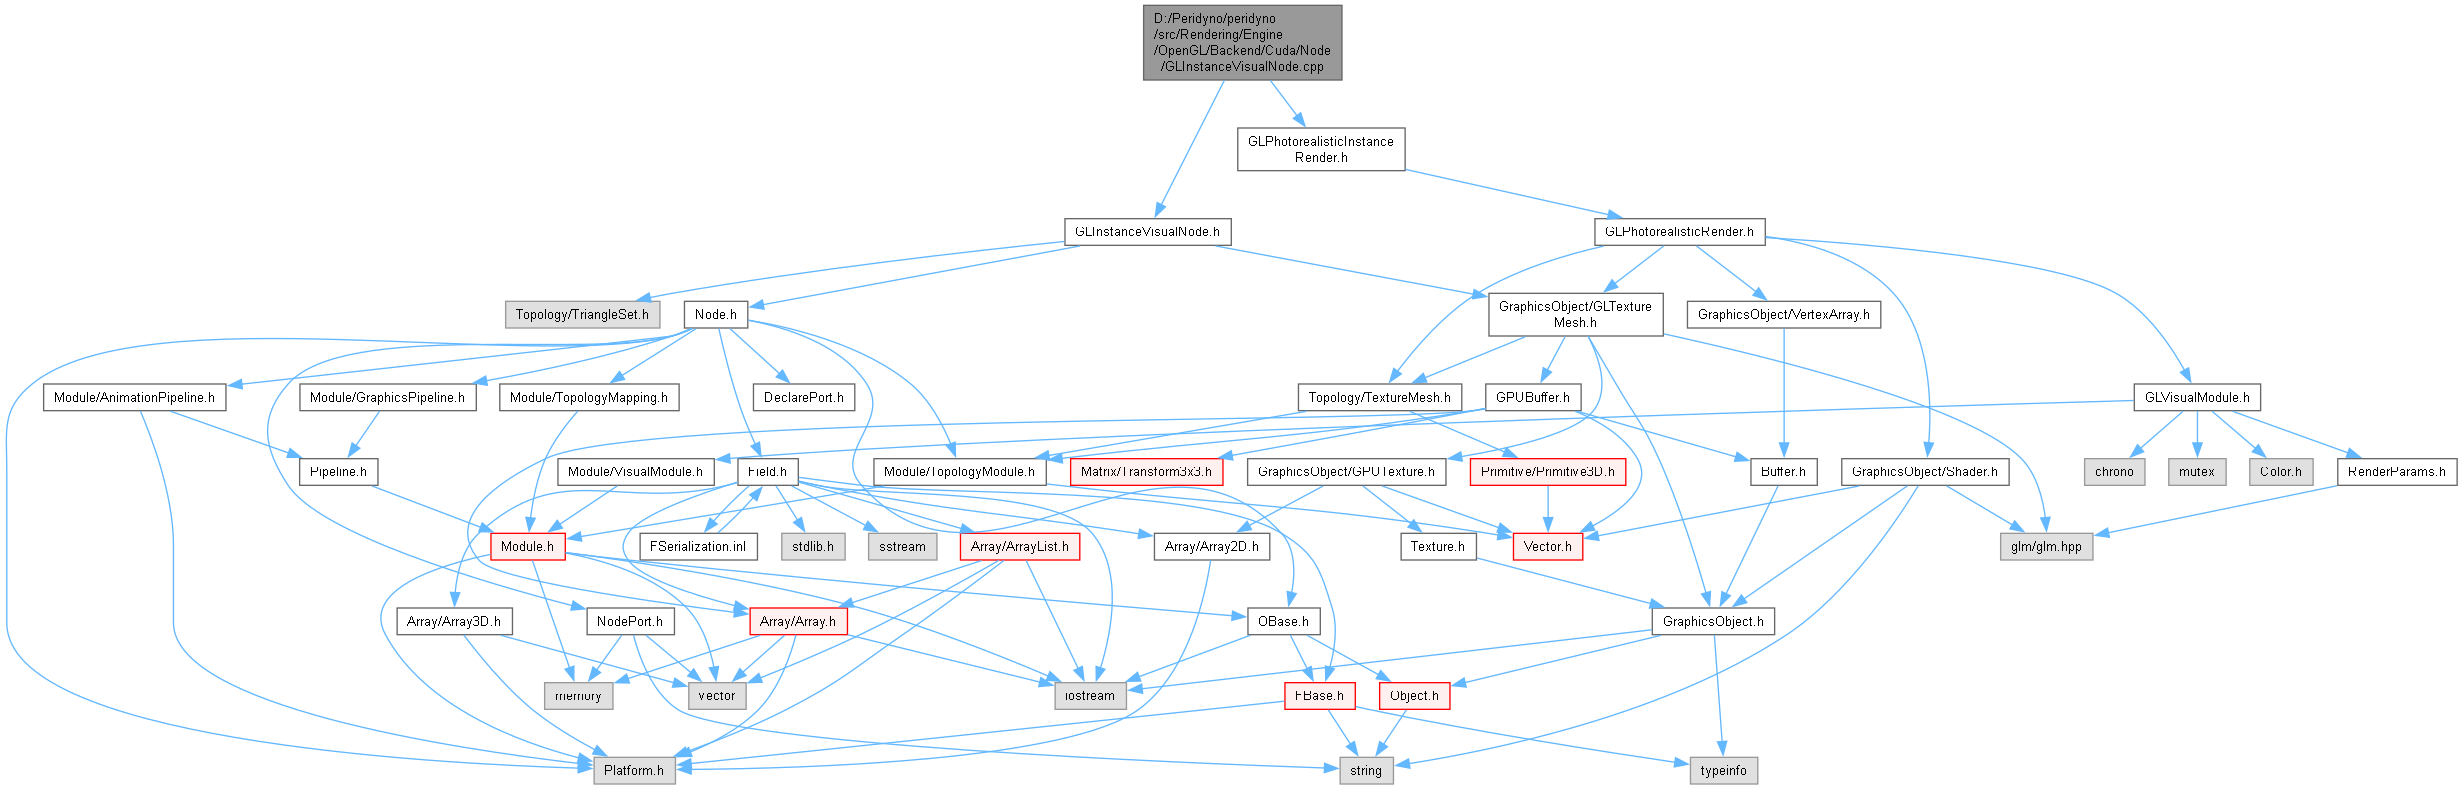 D:/Peridyno/peridyno
/src/Rendering/Engine
/OpenGL/Backend/Cuda/Node
/GLInstanceVisualNode.cpp
GLPhotorealisticInstance
Render.h
GLInstanceVisualNode.h
GLPhotorealisticRender.h
Topology/TriangleSet.h
Node.h
GraphicsObject/GLTexture
Mesh.h
GraphicsObject/VertexArray.h
Module/AnimationPipeline.h
Module/GraphicsPipeline.h
Module/TopologyMapping.h
DeclarePort.h
Topology/TextureMesh.h
GPUBuffer.h
GLVisualModule.h
Pipeline.h
Module/VisualModule.h
Field.h
Module/TopologyModule.h
Matrix/Transform3x3.h
GraphicsObject/GPUTexture.h
Primitive/Primitive3D.h
Buffer.h
GraphicsObject/Shader.h
chrono
mutex
Color.h
RenderParams.h
Module.h
FSerialization.inl
stdlib.h
sstream
Array/ArrayList.h
Array/Array2D.h
Texture.h
Vector.h
glm/glm.hpp
Array/Array3D.h
NodePort.h
Array/Array.h
OBase.h
GraphicsObject.h
memory
vector
iostream
FBase.h
Object.h
Platform.h
string
typeinfo